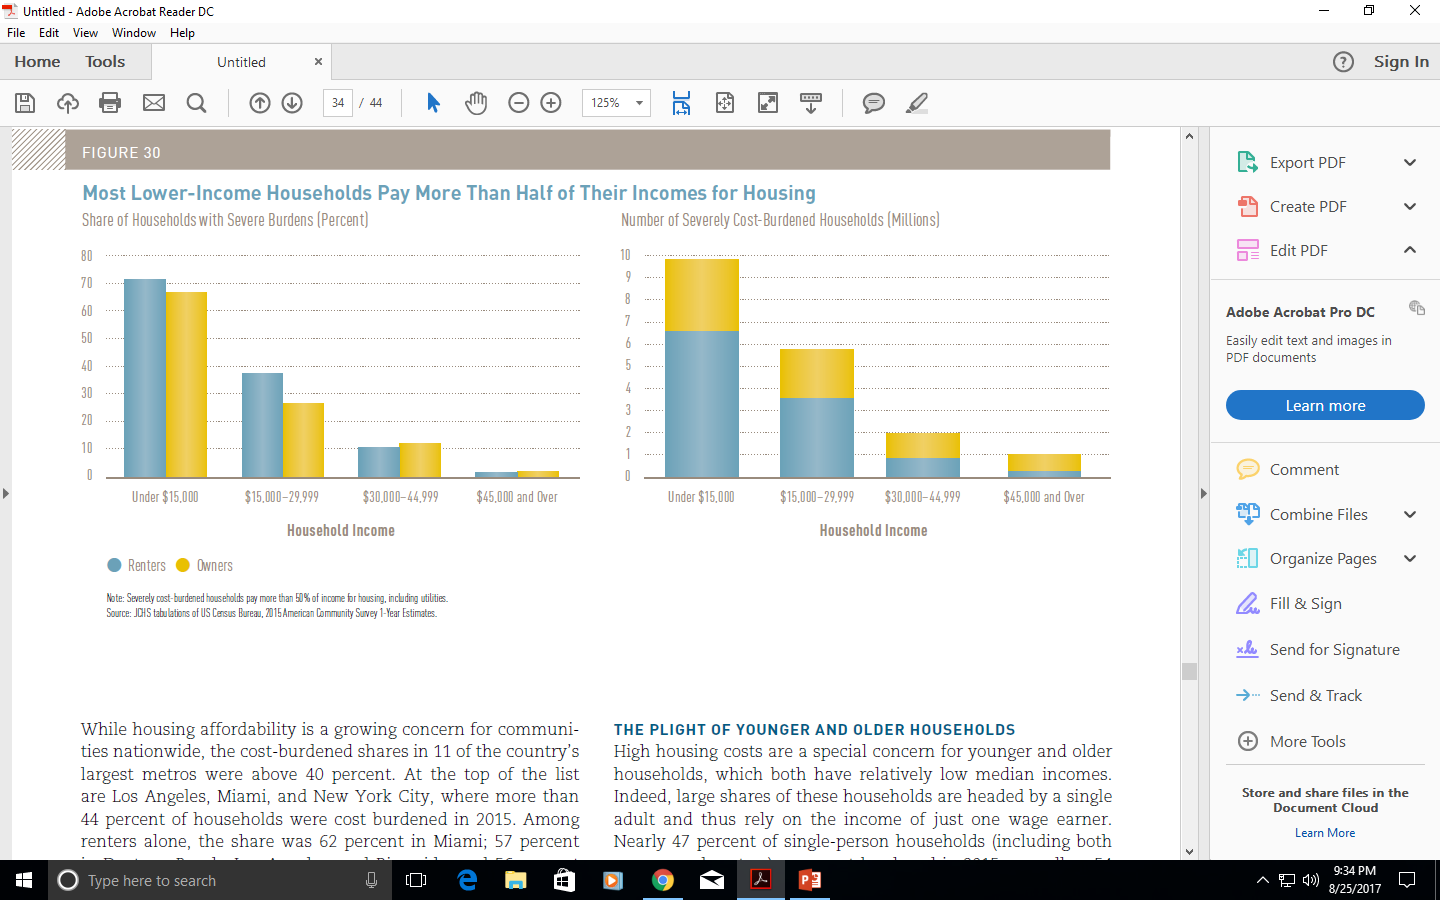 Untitled - Adobe Acrobat Reader DC
File Edit View Window Help
Home Tools Untitled × ? Sign In
34 / 44 125%
FIGURE 30
Most Lower-Income Households Pay More Than Half of Their Incomes for Housing
Share of Households with Severe Burdens (Percent)
80
70
60
50
40
30
20
10
0
Under $15,000 $15,000–29,999 $30,000–44,999 $45,000 and Over
Household Income
Renters Owners
Number of Severely Cost-Burdened Households (Millions)
10
9
8
7
6
5
4
3
2
1
0
Under $15,000 $15,000–29,999 $30,000–44,999 $45,000 and Over
Household Income
Note: Severely cost-burdened households pay more than 50% of income for housing, including utilities.
Source: JCHS tabulations of US Census Bureau, 2015 American Community Survey 1-Year Estimates.
While housing affordability is a growing concern for communi-
ties nationwide, the cost-burdened shares in 11 of the country's
largest metros were above 40 percent. At the top of the list
are Los Angeles, Miami, and New York City, where more than
44 percent of households were cost burdened in 2015. Among
renters alone, the share was 62 percent in Miami; 57 percent
THE PLIGHT OF YOUNGER AND OLDER HOUSEHOLDS
High housing costs are a special concern for younger and older
households, which both have relatively low median incomes.
Indeed, large shares of these households are headed by a single
adult and thus rely on the income of just one wage earner.
Nearly 47 percent of single-person households (including both
Export PDF
Create PDF
Edit PDF
Adobe Acrobat Pro DC
Easily edit text and images in
PDF documents
Learn more
Comment
Combine Files
Organize Pages
Fill & Sign
Send for Signature
Send & Track
More Tools
Store and share files in the
Document Cloud
Learn More
Type here to search
9:34 PM
8/25/2017